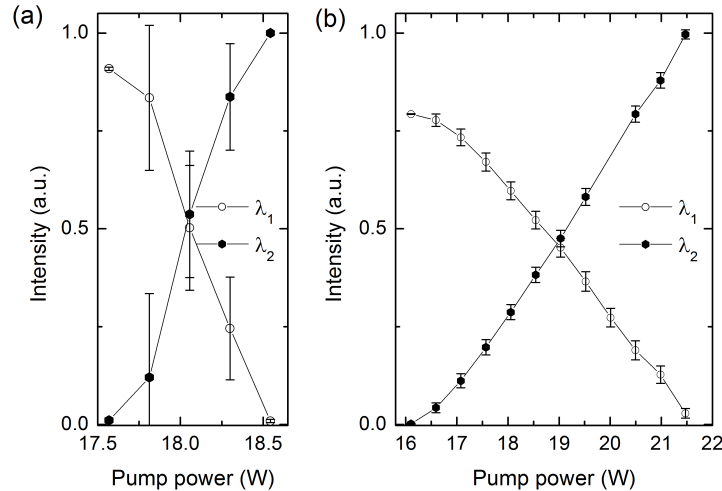 (a)
(b)
1.0
0.5
0.0
Intensity (a.u.)
λ1
λ2
17.5 18.0 18.5
Pump power (W)
1.0
0.5
0.0
Intensity (a.u.)
λ1
λ2
16 17 18 19 20 21 22
Pump power (W)